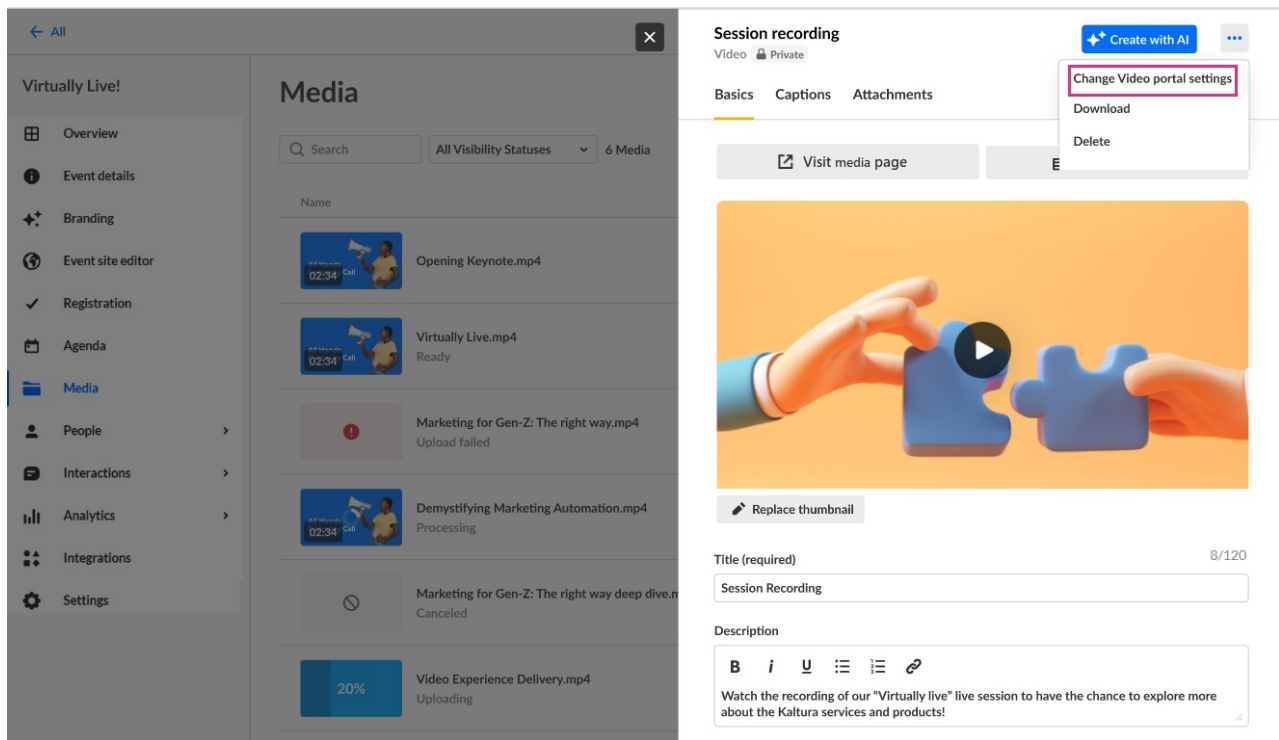 All
Virtually Live!
Overview
Event details
Branding
Event site editor
Registration
Agenda
Media
People
Interactions
Analytics
Integrations
Settings
Media
Search
All Visibility Statuses
6 Media
Name
02:34
Call
Opening Keynote.mp4
02:34
Call
Virtually Live.mp4
Ready
Marketing for Gen-Z: The right way.mp4
Upload failed
02:34
Call
Demystifying Marketing Automation.mp4
Processing
Marketing for Gen-Z: The right way deep dive.m
Canceled
20%
Video Experience Delivery.mp4
Uploading
Session recording
Video Private
Create with AI
Change Video portal settings
Download
Delete
Basics Captions Attachments
Visit media page
Replace thumbnail
Title (required) 8/120
Session Recording
Description
B i U
Watch the recording of our “Virtually live” live session to have the chance to explore more
about the Kaltura services and products!